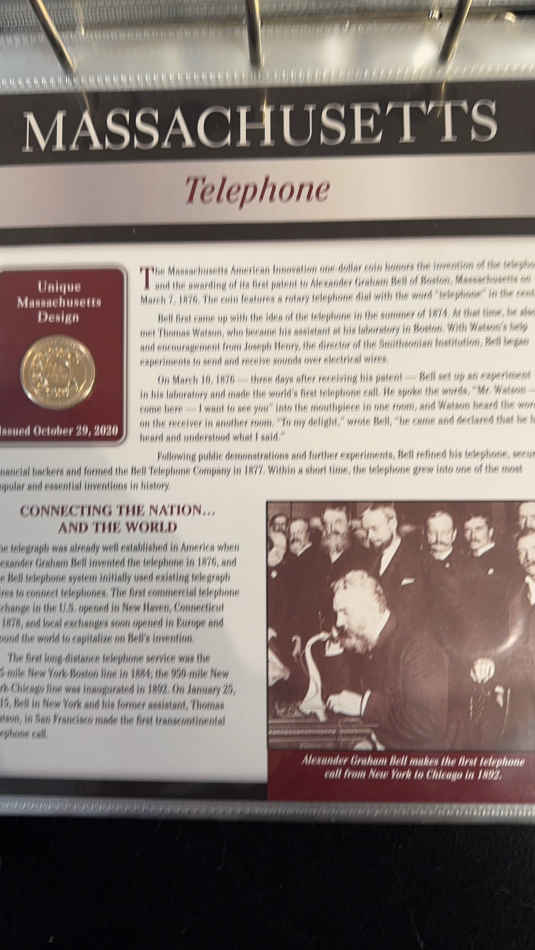 MASSACHUSETTS
Telephone
Unique
Massachusetts
Design
Issued October 29, 2020
The Massachusetts American Innovation one-dollar coin honors the invention of the telepho
and the awarding of its first patent to Alexander Graham Bell of Boston, Massachusetts on
March 7, 1876. The coin features a rotary telephone dial with the word "telephone" in the cent
Bell first came up with the idea of the telephone in the summer of 1874. At that time, he also
met Thomas Watson, who became his assistant at his laboratory in Boston. With Watson's help
and encouragement from Joseph Henry, the director of the Smithsonian Institution, Bell began
experiments to send and receive sounds over electrical wires.
On March 10, 1876 — three days after receiving his patent — Bell set up an experiment
in his laboratory and made the world's first telephone call. He spoke the words, "Mr. Watson —
come here — I want to see you" into the mouthpiece in one room, and Watson heard the wor
on the receiver in another room. "To my delight," wrote Bell, "he came and declared that he h
heard and understood what I said."
Following public demonstrations and further experiments, Bell refined his telephone, secu
nancial backers and formed the Bell Telephone Company in 1877. Within a short time, the telephone grew into one of the most
opular and essential inventions in history.
CONNECTING THE NATION...
AND THE WORLD
he telegraph was already well established in America when
exander Graham Bell invented the telephone in 1876, and
e Bell telephone system initially used existing telegraph
ires to connect telephones. The first commercial telephone
change in the U.S. opened in New Haven, Connecticut
1878, and local exchanges soon opened in Europe and
ound the world to capitalize on Bell's invention.
The first long-distance telephone service was the
5-mile New York-Boston line in 1884; the 950-mile New
rk-Chicago line was inaugurated in 1892. On January 25,
15, Bell in New York and his former assistant, Thomas
atson, in San Francisco made the first transcontinental
ephone call.
Alexander Graham Bell makes the first telephone
call from New York to Chicago in 1892.